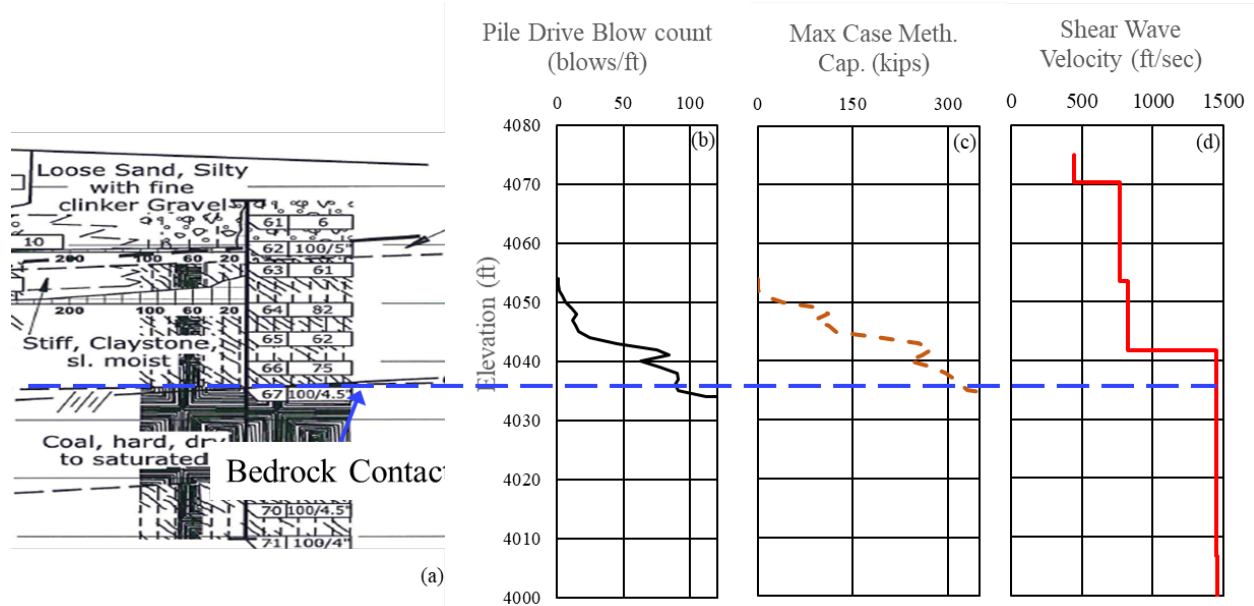 Pile Drive Blow count
(blows/ft)
Max Case Meth.
Cap. (kips)
Shear Wave
Velocity (ft/sec)
0 50 100
0 150 300
0 500 1000 1500
4080
4070
4060
4050
4040
4030
4020
4010
4000
Elevation (ft)
(b)
(c)
(d)
Loose Sand, Silty
with fine
clinker Gravel
61 6
10
62 100/5"
200 100 60 20
63 61
64 82
200 100 60 20
Stiff, Claystone,
sl. moist
65 62
66 75
67 100/4.5"
Coal, hard, dry
to saturated
Bedrock Contac
70 100/4.5"
71 100/4"
(a)